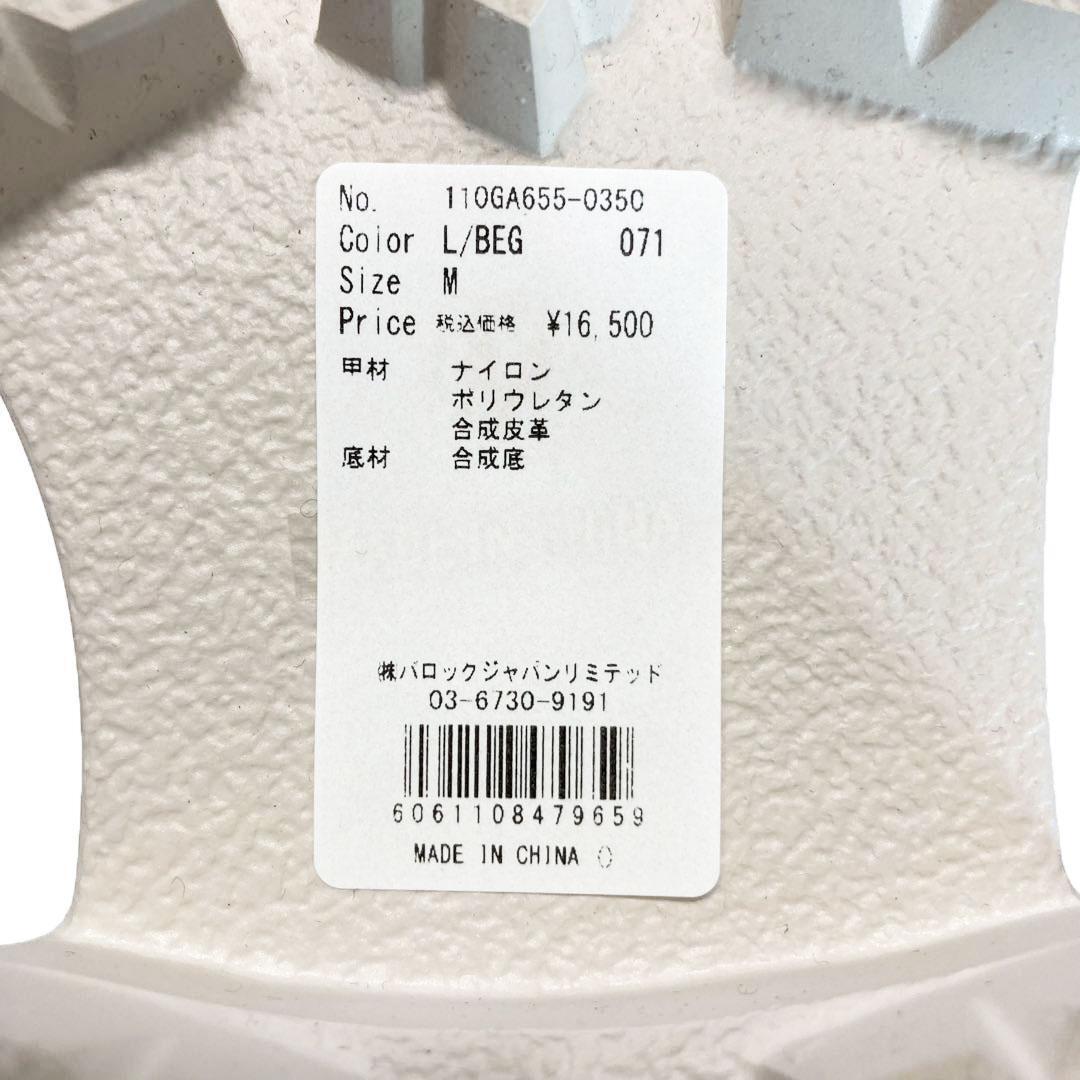 No. 110GA655-0350
Color L/BEG 071
Size M
Price 税込価格 ¥16,500
甲材 ナイロン
ポリウレタン
合成皮革
底材 合成底
㈱バロックジャパンリミテッド
03-6730-9191
6061108479659
MADE IN CHINA ()